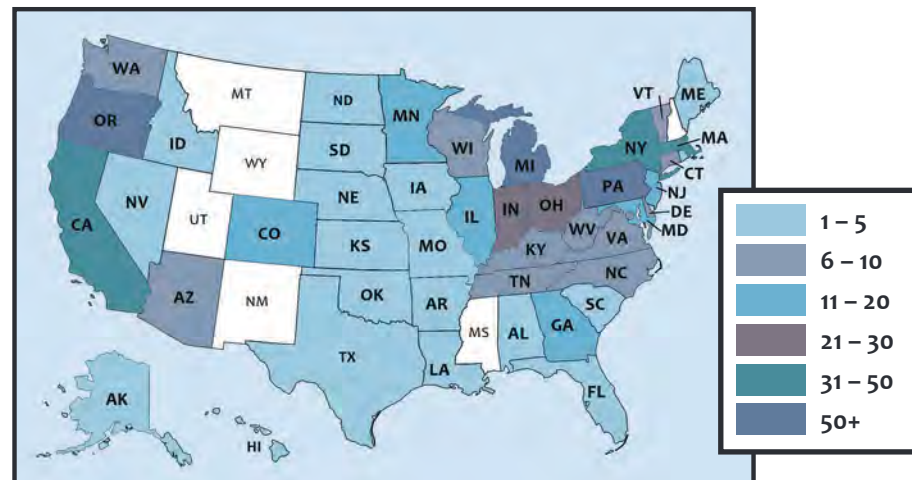 WA
MT
ND
MN
VT
ME
OR
ID
SD
WI
MI
NY
MA
WY
CT
NV
NE
IA
PA
NJ
CA
UT
CO
IL
IN
OH
DE
KS
MO
WV
VA
MD
KY
AZ
NM
OK
AR
TN
NC
SC
MS
AL
GA
TX
LA
FL
AK
HI
1 – 5
6 – 10
11 – 20
21 – 30
31 – 50
50+